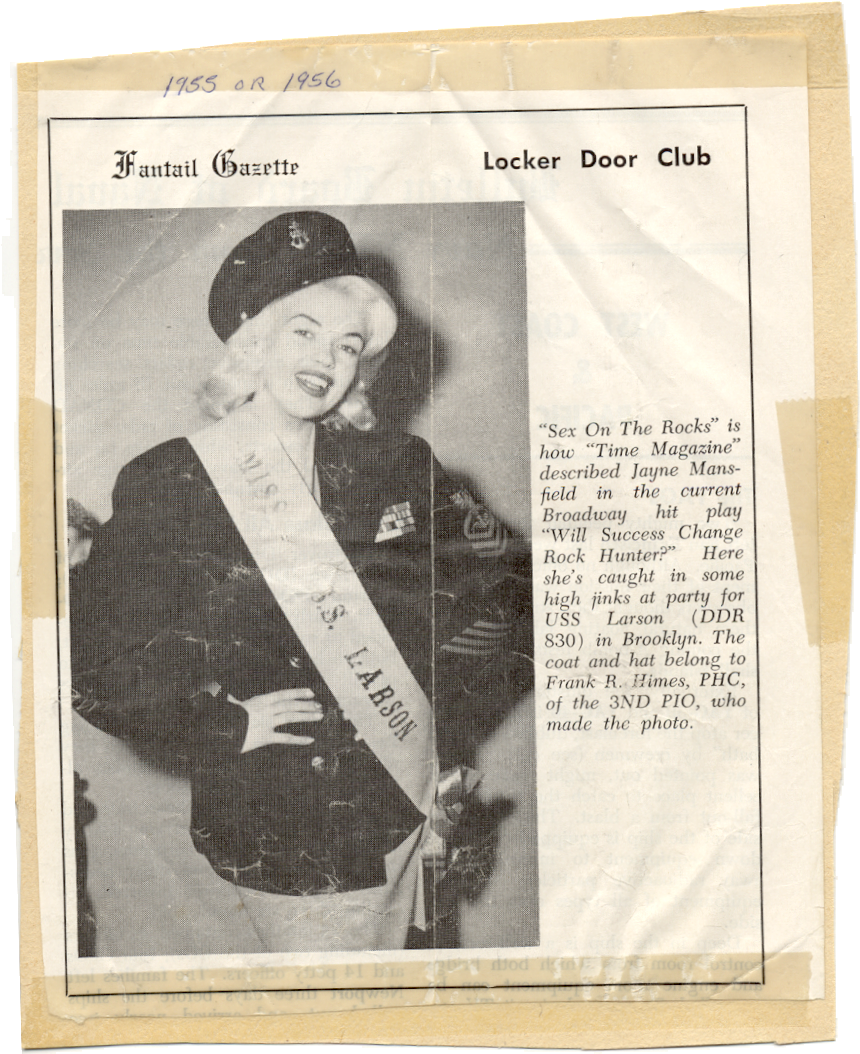 1955 OR 1956
Fantail Gazette
Locker Door Club
MISS
S.S. LARSON
"Sex On The Rocks" is
how "Time Magazine"
described Jayne Mans-
field in the current
Broadway hit play
"Will Success Change
Rock Hunter?" Here
she's caught in some
high jinks at party for
USS Larson (DDR
830) in Brooklyn. The
coat and hat belong to
Frank R. Himes, PHC,
of the 3ND PIO, who
made the photo.